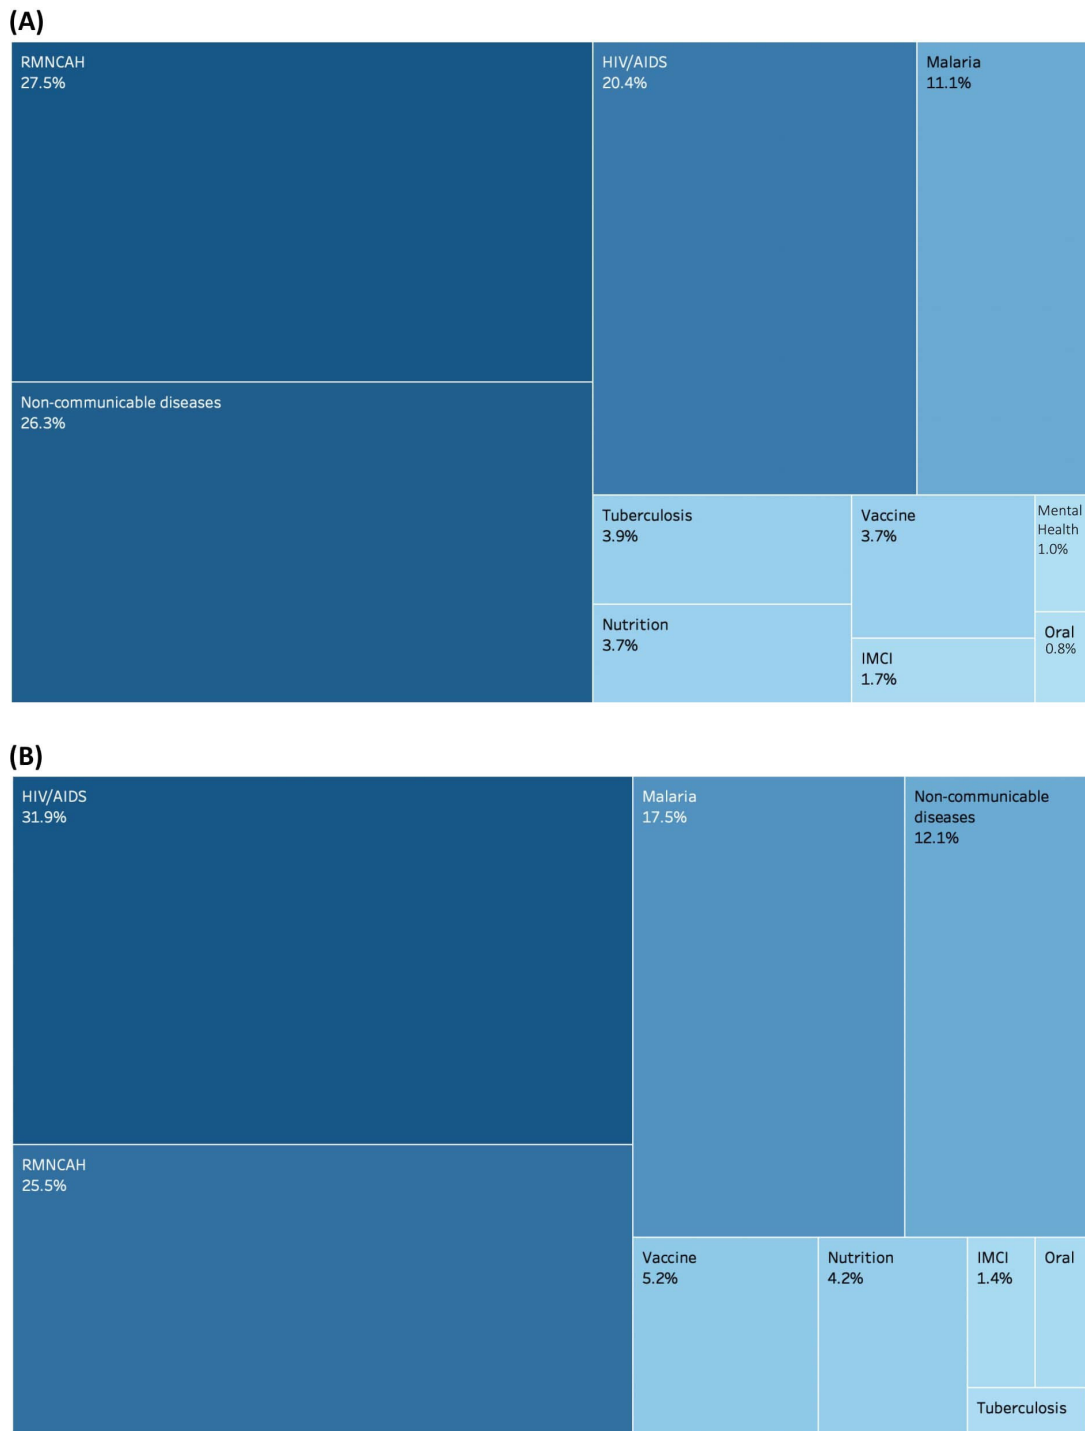 (A)
RMNCAH
27.5%
HIV/AIDS
20.4%
Malaria
11.1%
Non-communicable diseases
26.3%
Tuberculosis
3.9%
Vaccine
3.7%
Mental
Health
1.0%
Nutrition
3.7%
IMCI
1.7%
Oral
0.8%
(B)
HIV/AIDS
31.9%
Malaria
17.5%
Non-communicable
diseases
12.1%
RMNCAH
25.5%
Vaccine
5.2%
Nutrition
4.2%
IMCI
1.4%
Oral
Tuberculosis